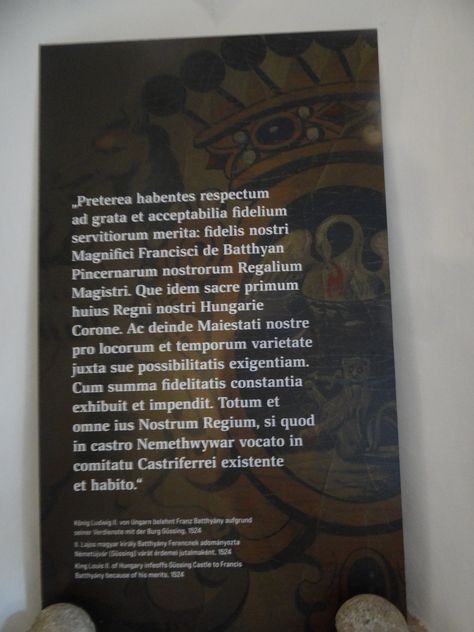 „Preterea habentes respectum
ad grata et acceptabilia fidelium
servitiorum merita: fidelis nostri
Magnifici Francisci de Batthyan
Pincernarum nostrorum Regalium
Magistri. Que idem sacre primum
huius Regni nostri Hungarie
Corone. Ac deinde Maiestati nostre
pro locorum et temporum varietate
juxta sue possibilitatis exigentiam.
Cum summa fidelitatis constantia
exhibuit et impendit. Totum et
omne ius Nostrum Regium, si quod
in castro Nemethwywar vocato in
comitatu Castriferrei existente
et habito.“
König Ludwig II. von Ungarn belehnt Franz Batthyány aufgrund
seiner Verdienste mit der Burg Güssing, 1524
II. Lajos magyar király Batthyány Ferencnek adományozta
Németújvár (Güssing) várát érdemei jutalmaként, 1524
King Louis II. of Hungary infeoffs Güssing Castle to Francis
Batthyány because of his merits, 1524